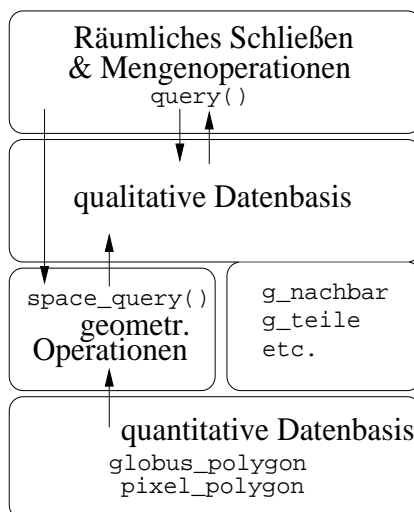 Räumliches Schließen
& Mengenoperationen
query()
qualitative Datenbasis
space_query()
geometr.
Operationen
g_nachbar
g_teile
etc.
quantitative Datenbasis
globus_polygon
pixel_polygon